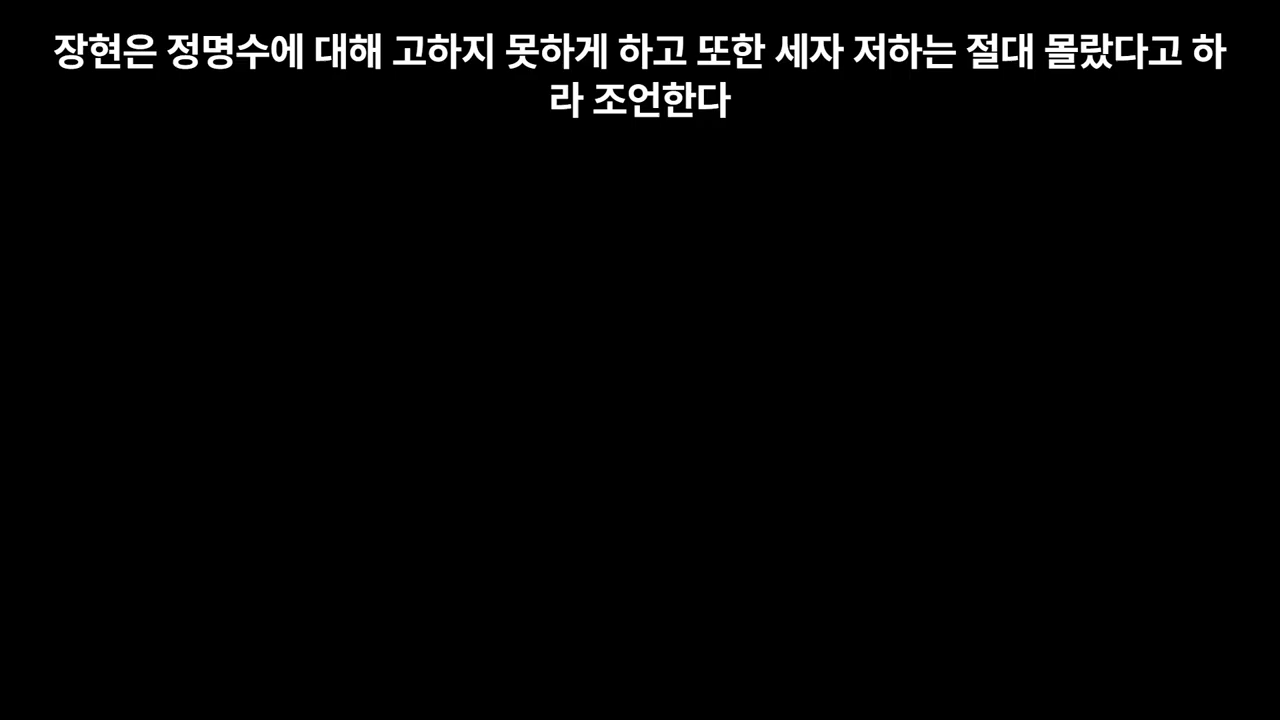 장현은 정명수에 대해 고하지 못하게 하고 또한 세자 저하는 절대 몰랐다고 하
라 조언한다